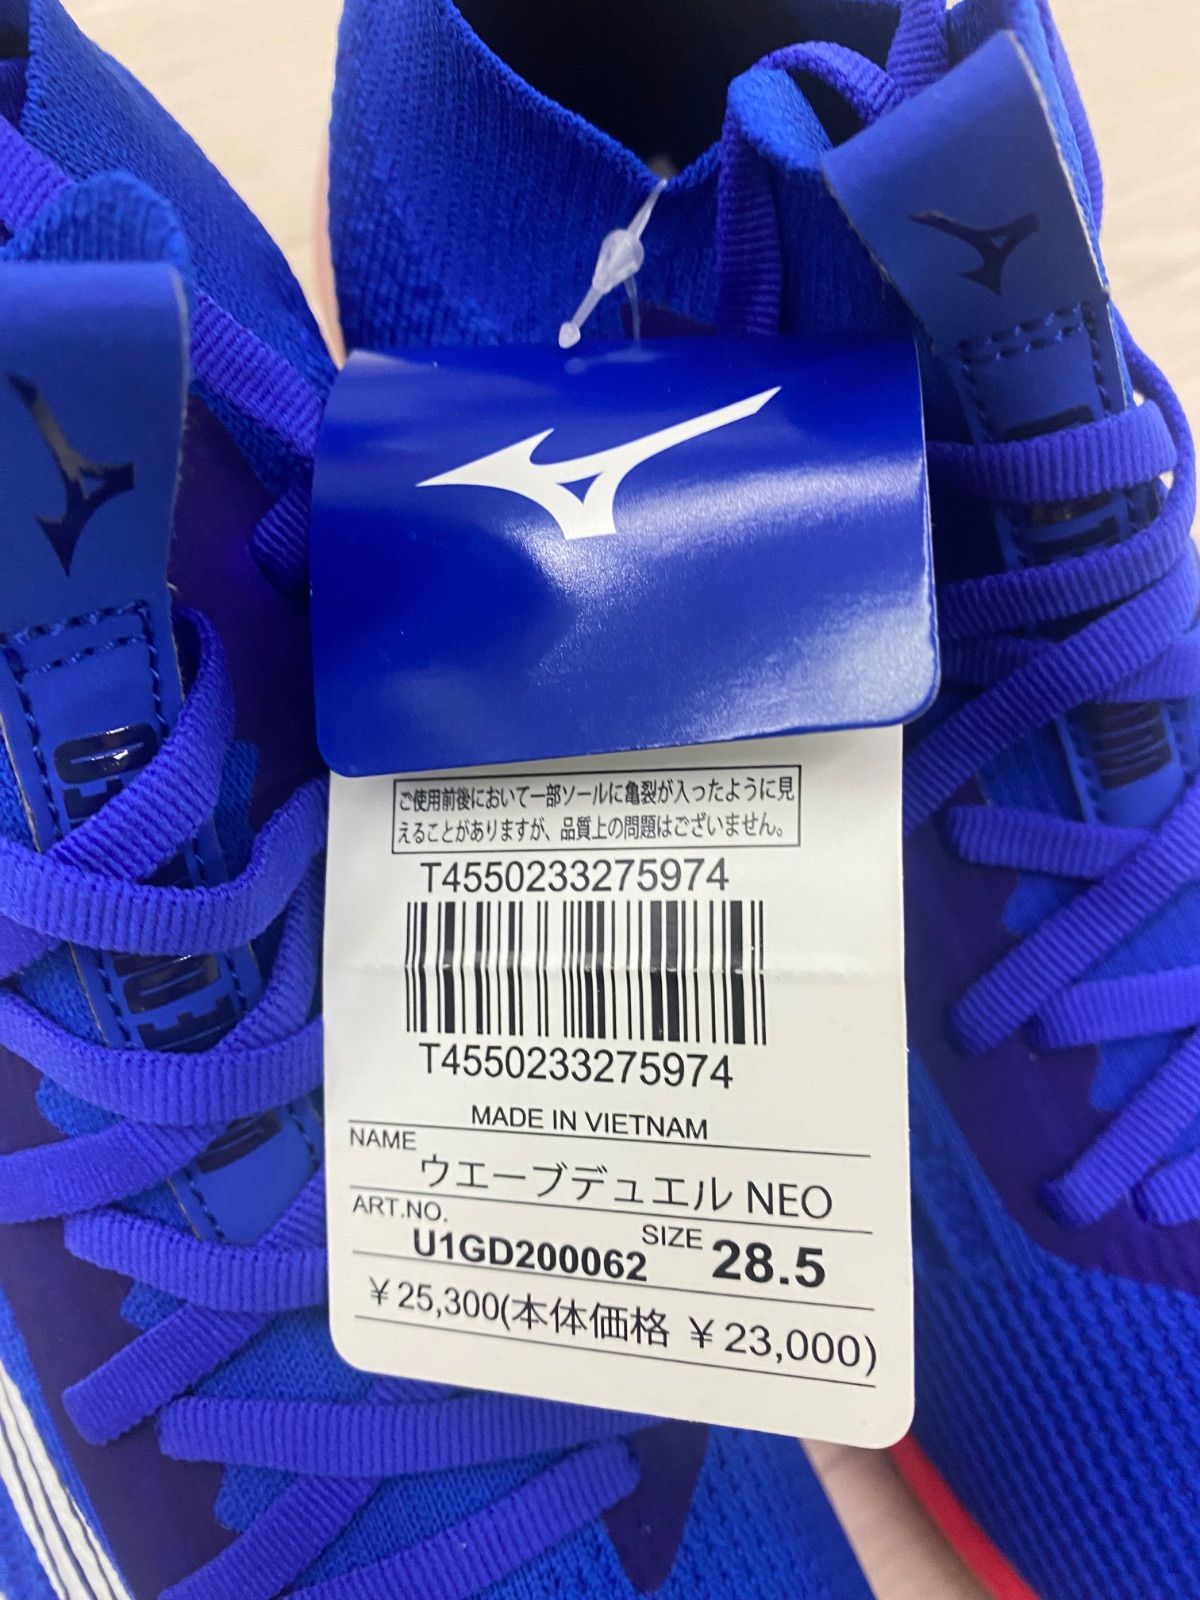 ご使用前後において一部ソールに亀裂が入ったように見
えることがありますが、品質上の問題はございません。
T4550233275974
T4550233275974
MADE IN VIETNAM
NAME
ウエーブデュエル NEO
ART.NO.
U1GD200062
SIZE 28.5
￥25,300(本体価格 ￥23,000)